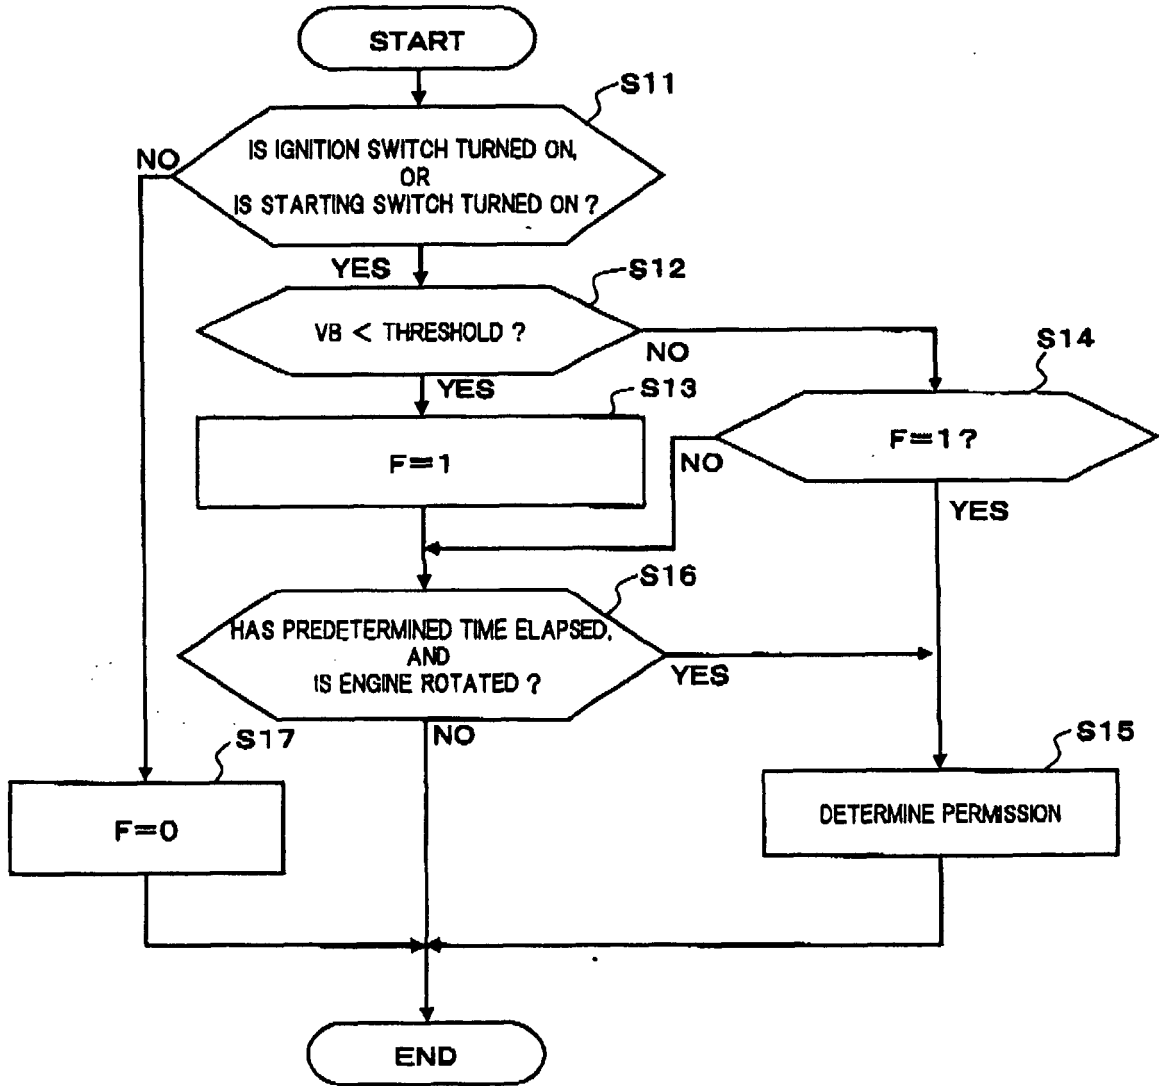 START
S11
IS IGNITION SWITCH TURNED ON,
OR
IS STARTING SWITCH TURNED ON ?
NO
YES
S12
VB < THRESHOLD ?
NO
YES
S13
F=1
S14
F=1?
NO
YES
S16
HAS PREDETERMINED TIME ELAPSED,
AND
IS ENGINE ROTATED ?
YES
NO
S17
F=0
S15
DETERMINE PERMISSION
END